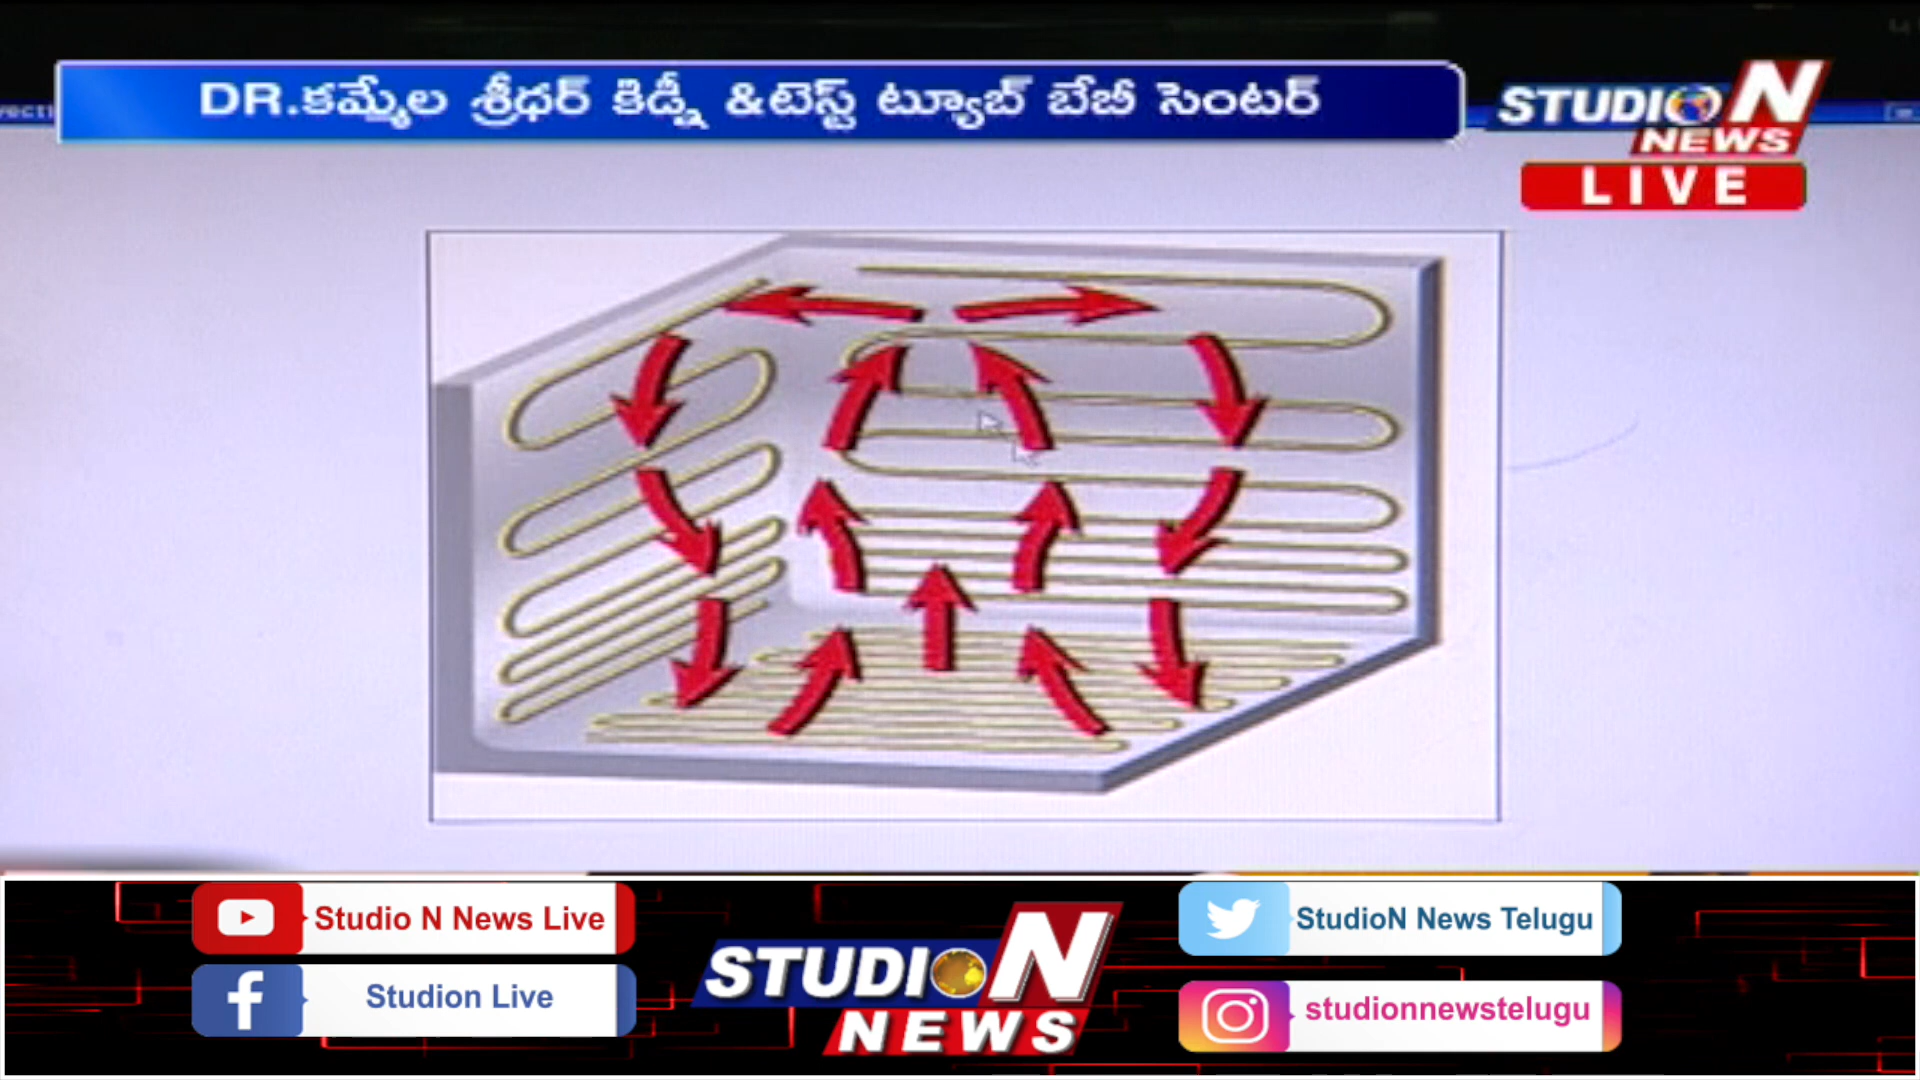 DR.కమ్మేల శ్రీధర్ కిడ్నీ &టెస్ట్ ట్యూబ్ బేబీ సెంటర్
STUDIO N
NEWS
LIVE
Studio N News Live
Studion Live
STUDIO N
NEWS
StudioN News Telugu
studionnewstelugu